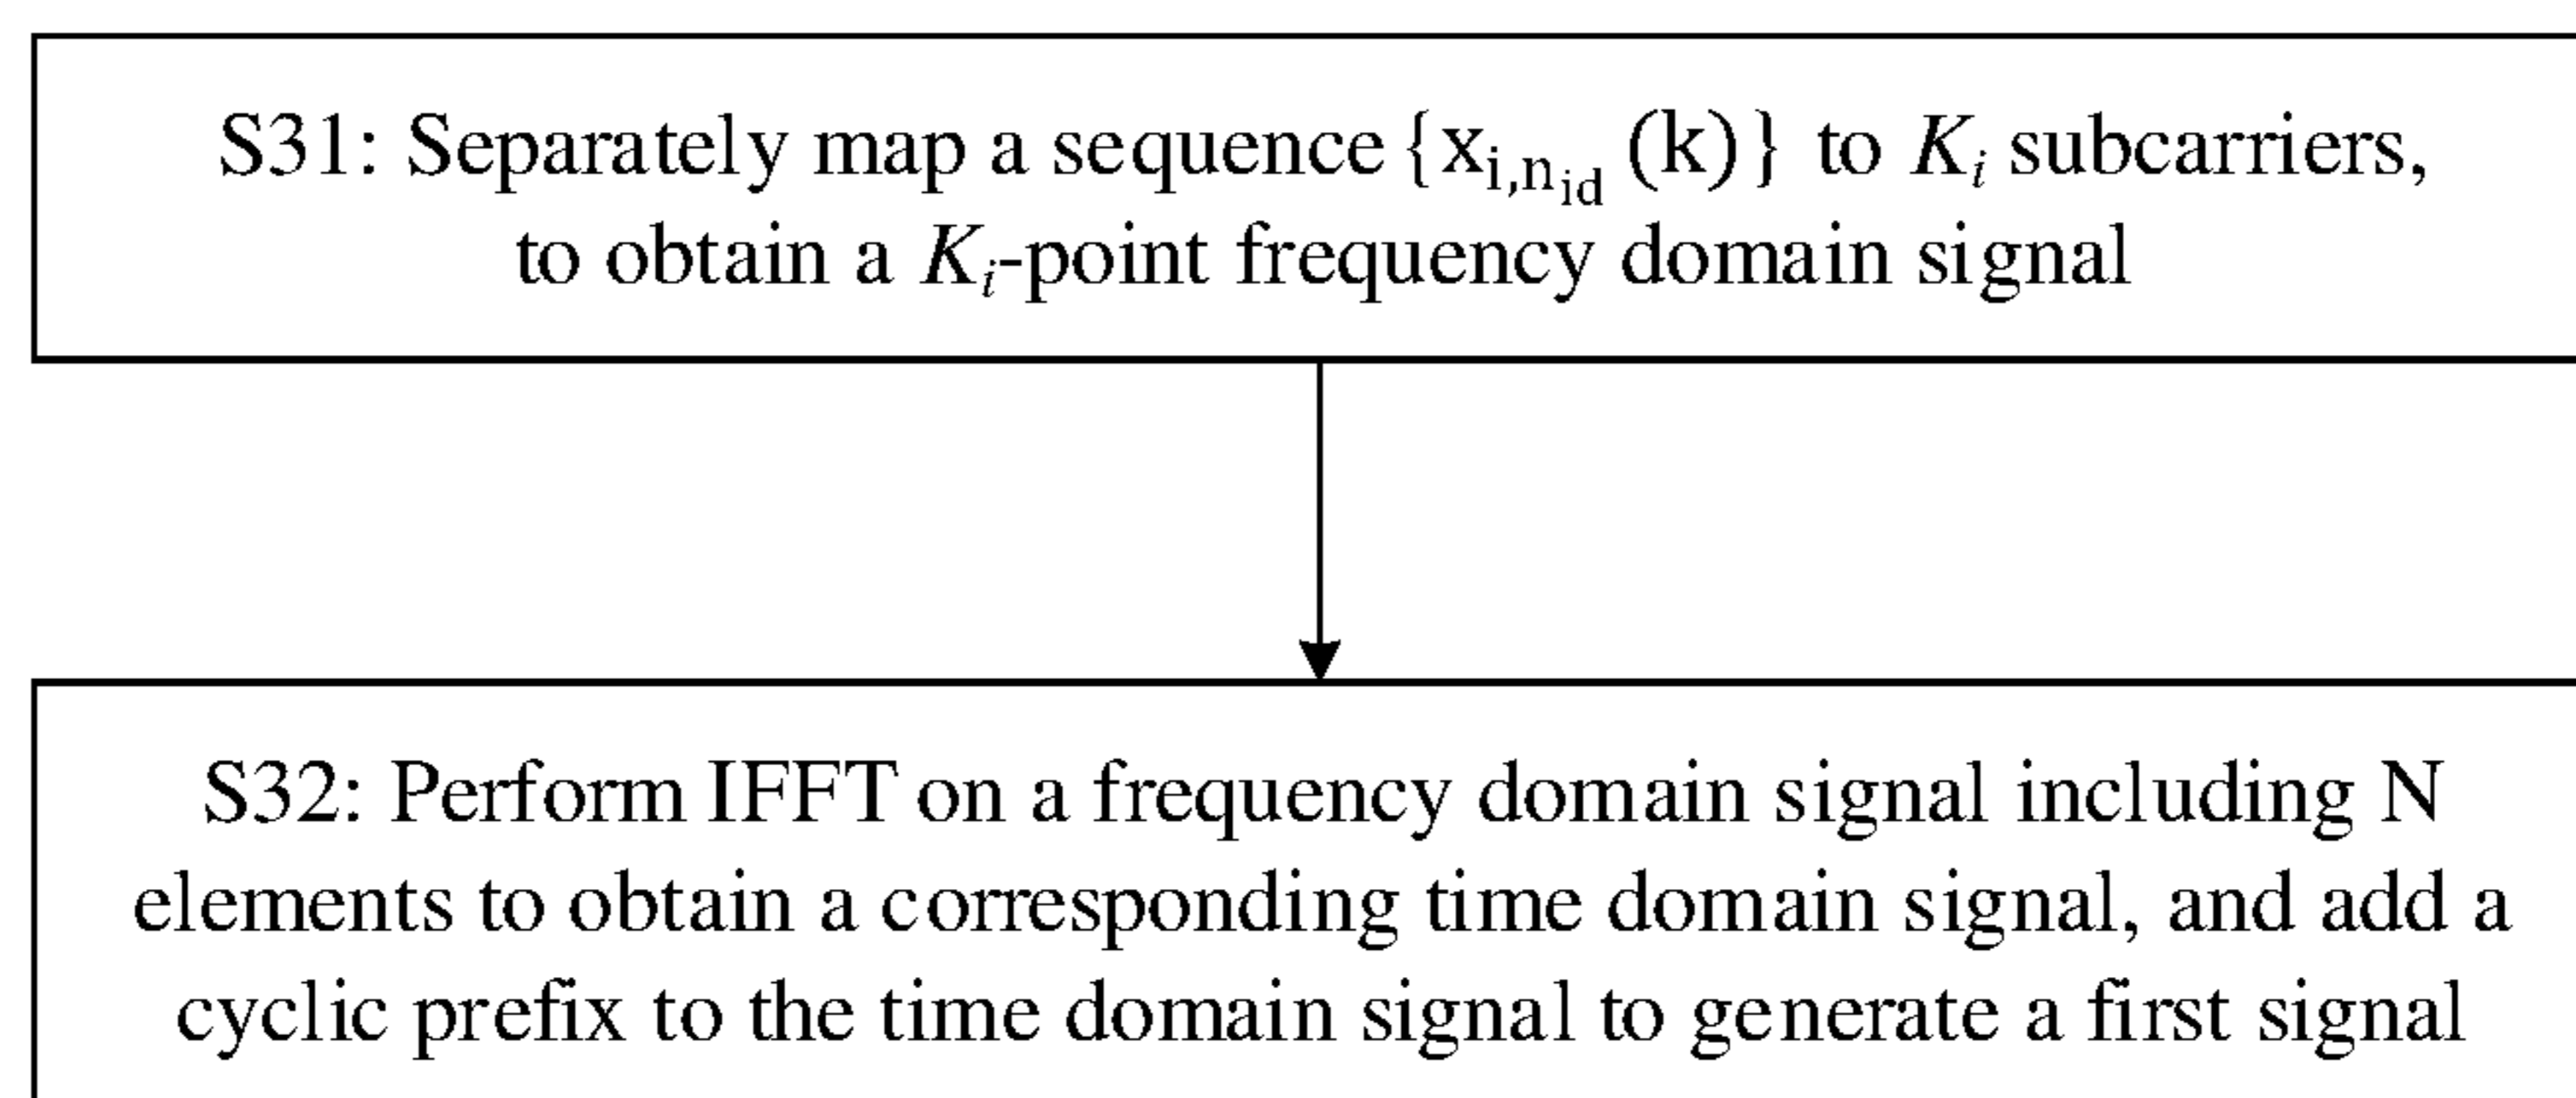 S31: Separately map a sequence {x_{i,n_{id}} (k)} to K_i subcarriers,
to obtain a K_i-point frequency domain signal
S32: Perform IFFT on a frequency domain signal including N
elements to obtain a corresponding time domain signal, and add a
cyclic prefix to the time domain signal to generate a first signal